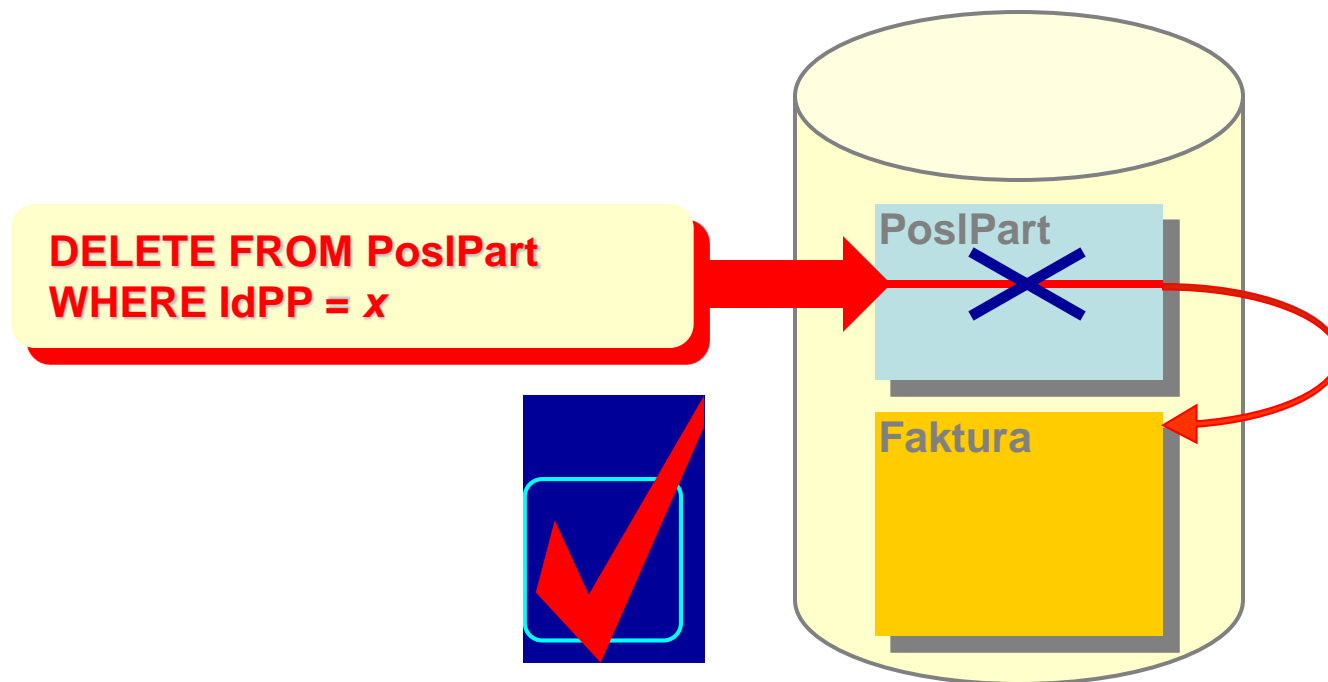 DELETE FROM PoslPart
WHERE IdPP = x
PoslPart
Faktura